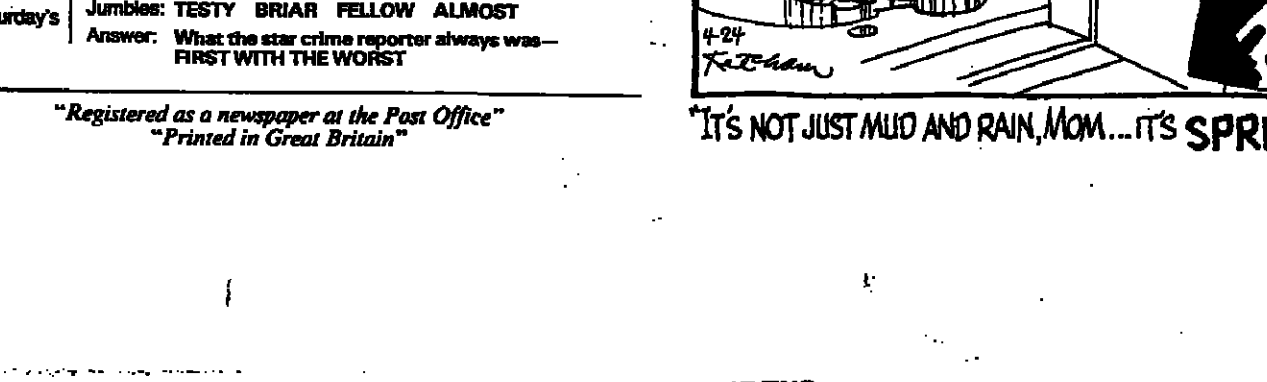 Jumbles: TESTY BRIAR FELLOW ALMOST
Answer: What the star crime reporter always was—
FIRST WITH THE WORST
"Registered as a newspaper at the Post Office"
"Printed in Great Britain"
4-24
Ketcham
"IT'S NOT JUST MUD AND RAIN, MOM...IT'S